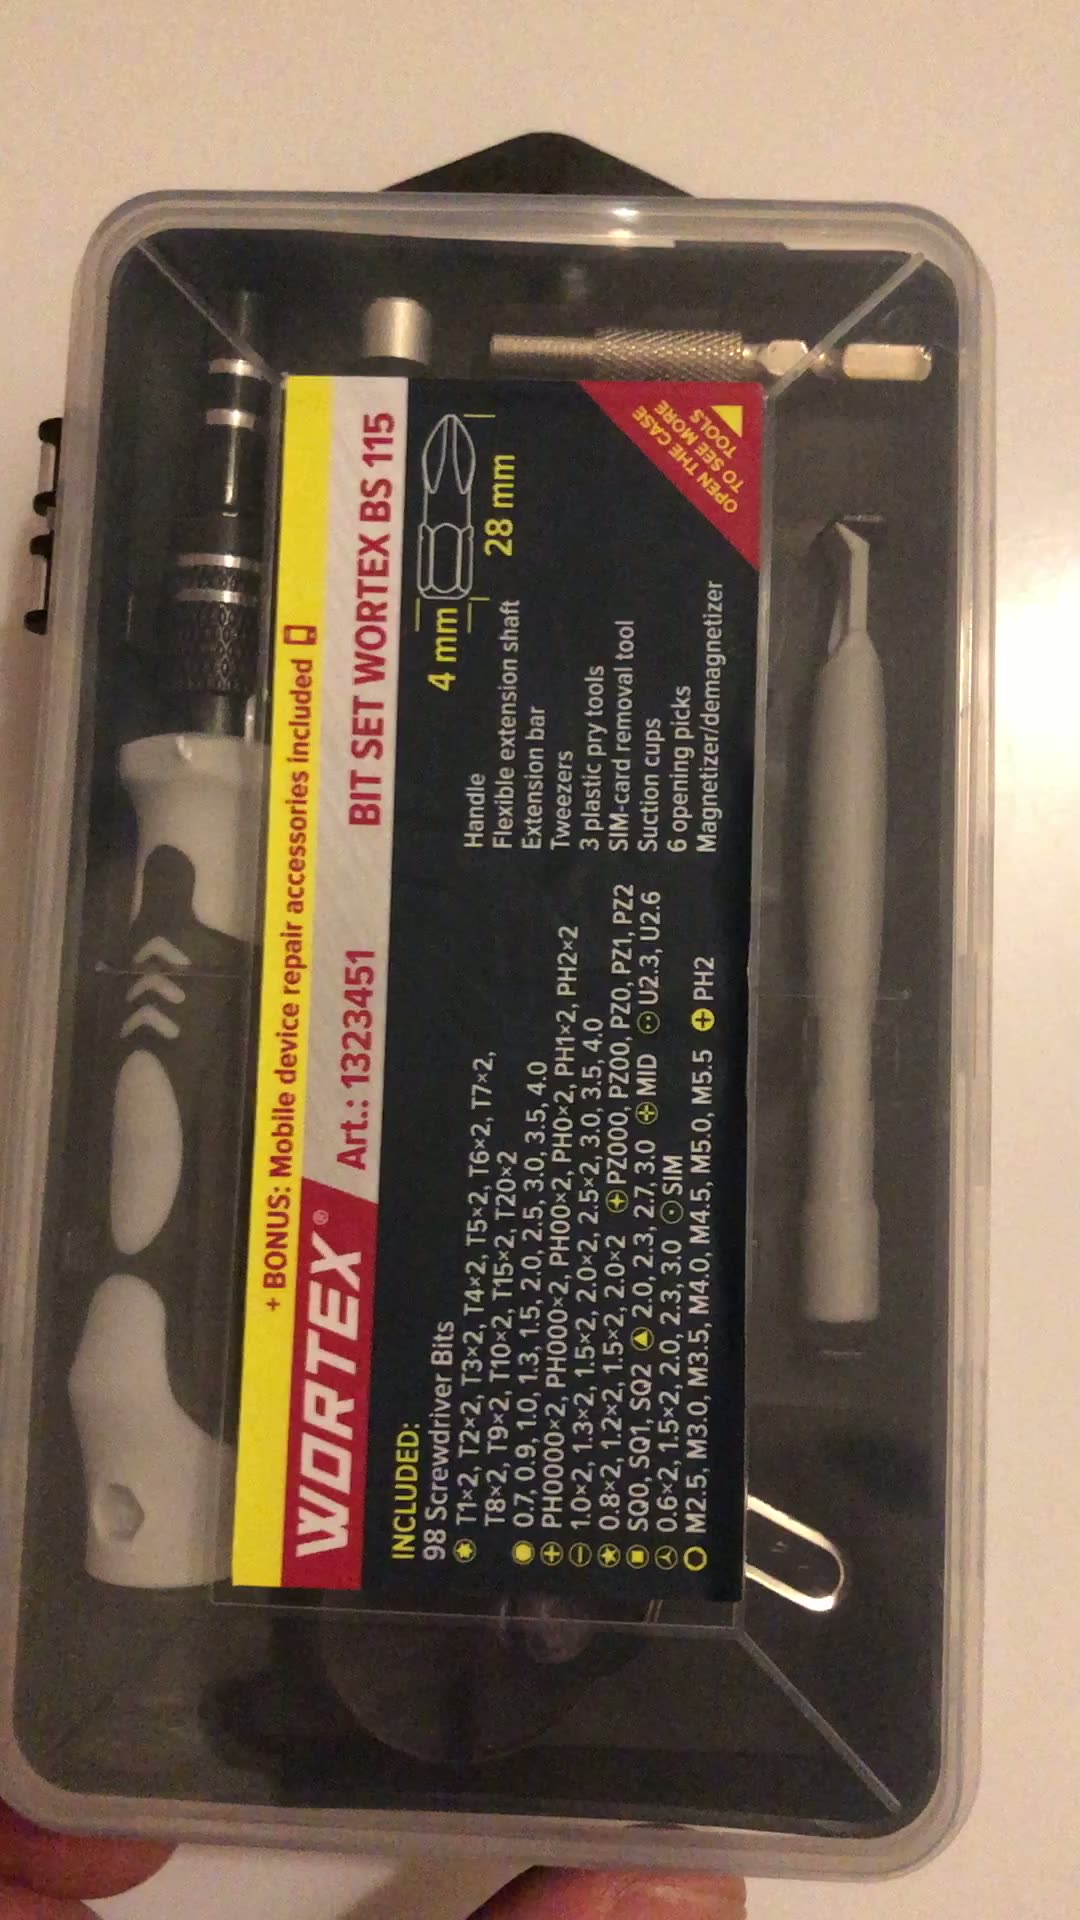 + BONUS: Mobile device repair accessories included
WORTEX®
Art.: 1323451
BIT SET WORTEX BS 115
INCLUDED:
98 Screwdriver Bits
T1×2, T2×2, T3×2, T4×2, T5×2, T6×2, T7×2,
T8×2, T9×2, T10×2, T15×2, T20×2
0.7, 0.9, 1.0, 1.3, 1.5, 2.0, 2.5, 3.0, 3.5, 4.0
PH0000×2, PH000×2, PH00×2, PH0×2, PH1×2, PH2×2
1.0×2, 1.3×2, 1.5×2, 2.0×2, 2.5×2, 3.0, 3.5, 4.0
0.8×2, 1.2×2, 1.5×2, 2.0×2 PZ000, PZ00, PZ0, PZ1, PZ2
SQ0, SQ1, SQ2 2.0, 2.3, 2.7, 3.0 MID U2.3, U2.6
0.6×2, 1.5×2, 2.0, 2.3, 3.0 SIM
M2.5, M3.0, M3.5, M4.0, M4.5, M5.0, M5.5 PH2
Handle
Flexible extension shaft
Extension bar
Tweezers
3 plastic pry tools
SIM-card removal tool
Suction cups
6 opening picks
Magnetizer/demagnetizer
4 mm
28 mm
OPEN THE CASE
TO SEE MORE
TOOLS